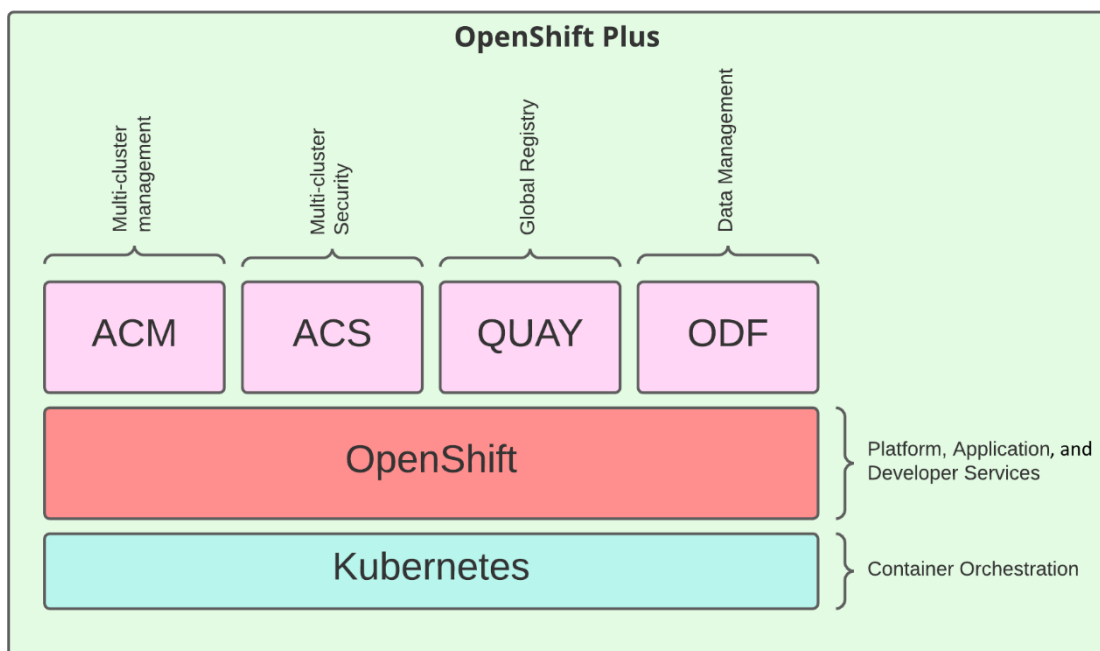 OpenShift Plus
Multi-cluster
management
Multi-cluster
Security
Global Registry
Data Management
ACM
ACS
QUAY
ODF
OpenShift
Platform, Application, and
Developer Services
Kubernetes
Container Orchestration